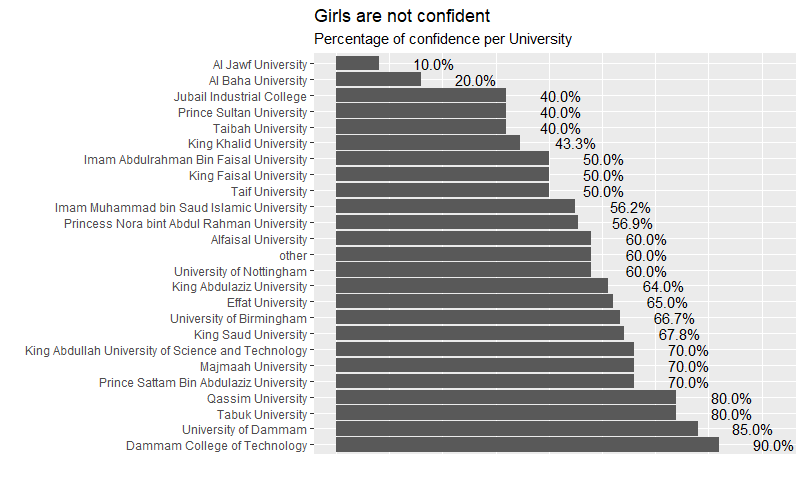 Girls are not confident
Percentage of confidence per University
Al Jawf University 10.0%
Al Baha University 20.0%
Jubail Industrial College 40.0%
Prince Sultan University 40.0%
Taibah University 40.0%
King Khalid University 43.3%
Imam Abdulrahman Bin Faisal University 50.0%
King Faisal University 50.0%
Taif University 50.0%
Imam Muhammad bin Saud Islamic University 56.2%
Princess Nora bint Abdul Rahman University 56.9%
Alfaisal University 60.0%
other 60.0%
University of Nottingham 60.0%
King Abdulaziz University 64.0%
Effat University 65.0%
University of Birmingham 66.7%
King Saud University 67.8%
King Abdullah University of Science and Technology 70.0%
Majmaah University 70.0%
Prince Sattam Bin Abdulaziz University 70.0%
Qassim University 80.0%
Tabuk University 80.0%
University of Dammam 85.0%
Dammam College of Technology 90.0%